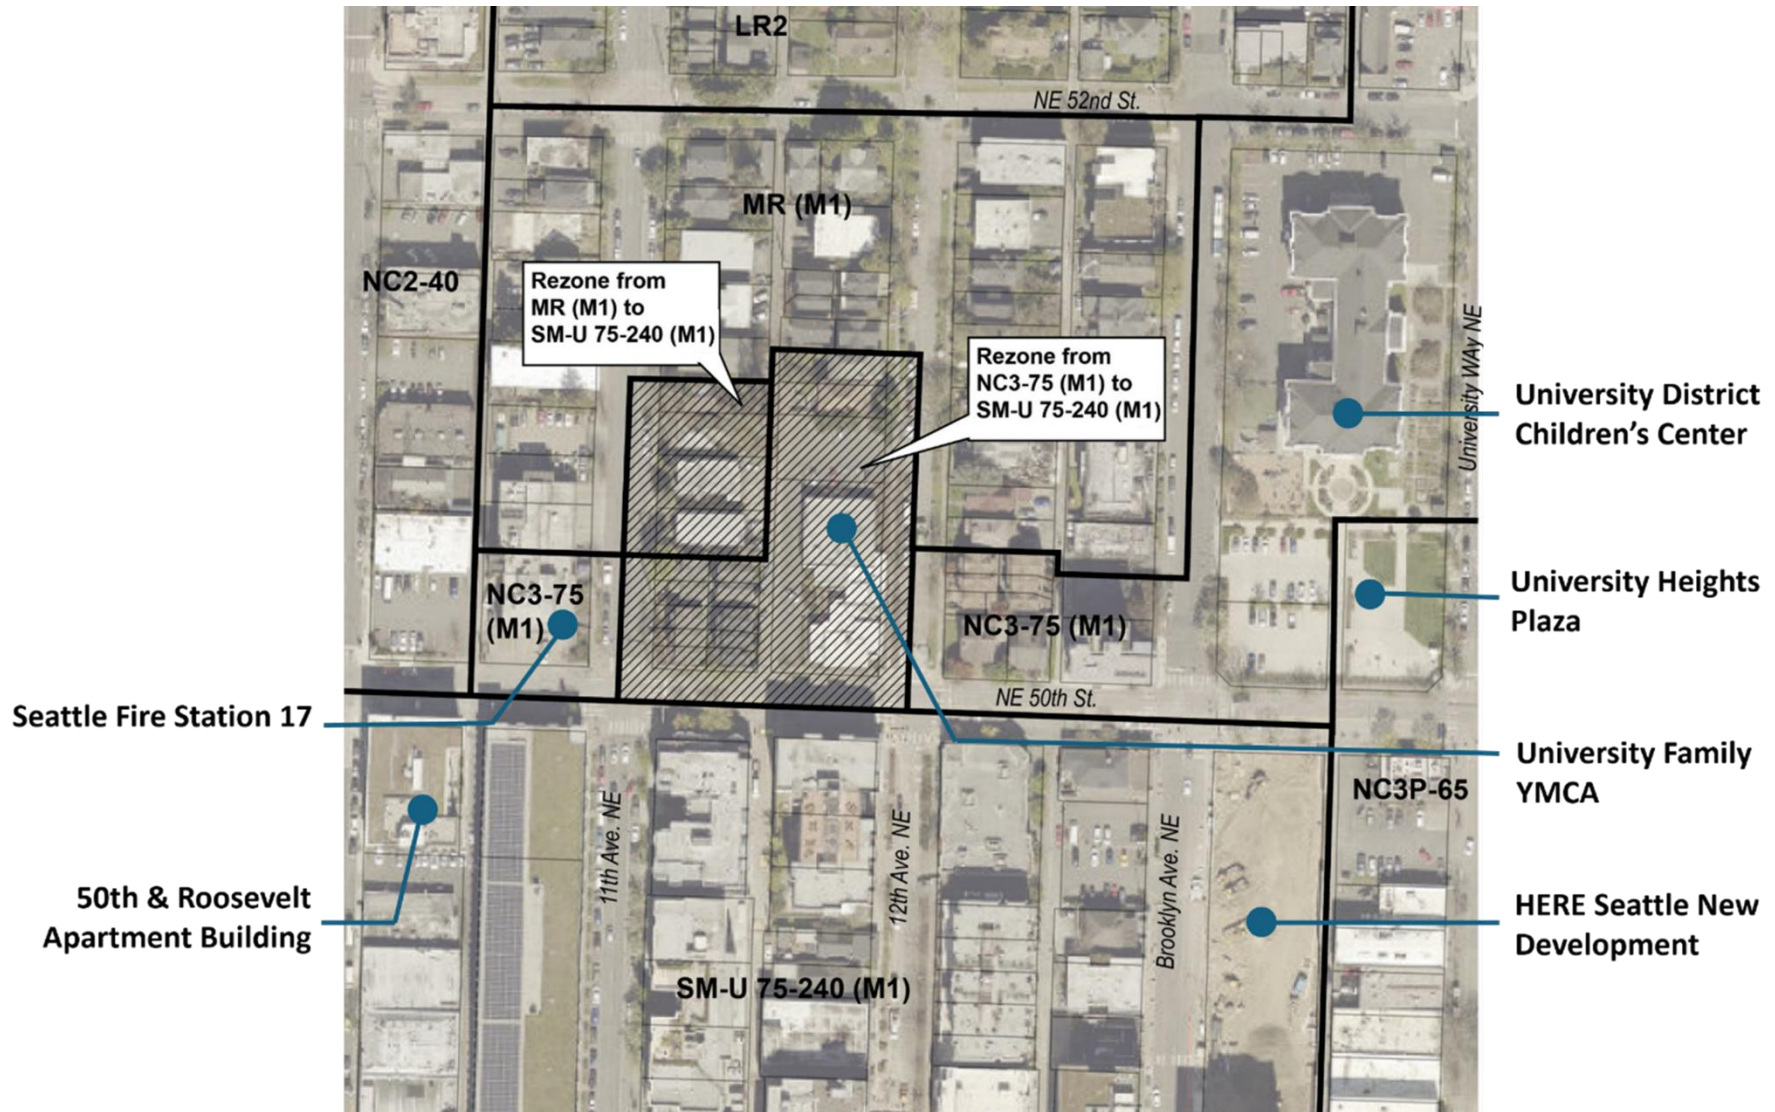 LR2
NE 52nd St.
MR (M1)
NC2-40
Rezone from
MR (M1) to
SM-U 75-240 (M1)
Rezone from
NC3-75 (M1) to
SM-U 75-240 (M1)
University WAy NE
University District
Children's Center
NC3-75
(M1)
NC3-75 (M1)
University Heights
Plaza
NE 50th St.
Seattle Fire Station 17
University Family
YMCA
NC3P-65
11th Ave. NE
12th Ave. NE
Brooklyn Ave. NE
50th & Roosevelt
Apartment Building
HERE Seattle New
Development
SM-U 75-240 (M1)